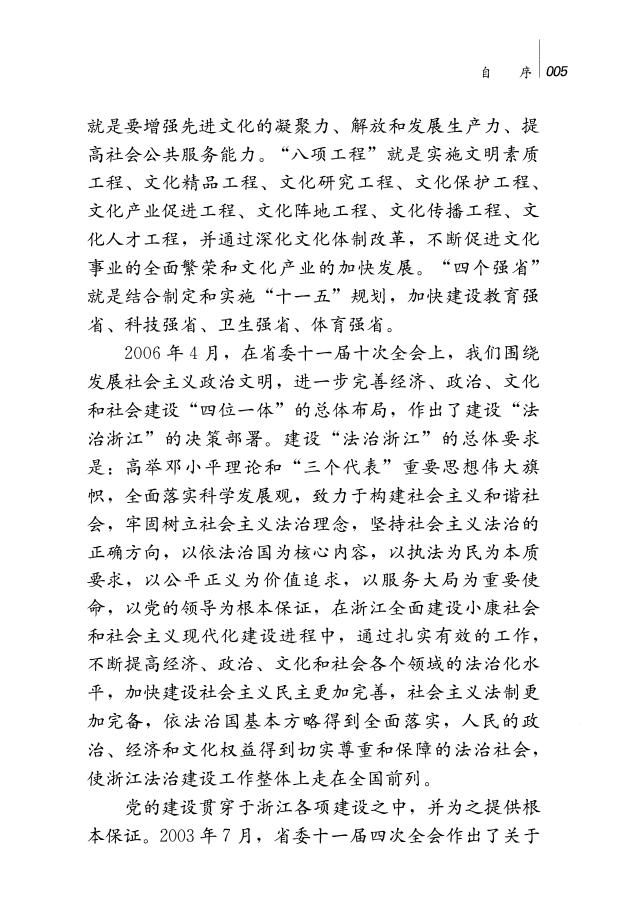 自 序 005
就是要增强先进文化的凝聚力、解放和发展生产力、提
高社会公共服务能力。“八项工程”就是实施文明素质
工程、文化精品工程、文化研究工程、文化保护工程、
文化产业促进工程、文化阵地工程、文化传播工程、文
化人才工程，并通过深化文化体制改革，不断促进文化
事业的全面繁荣和文化产业的加快发展。“四个强省”
就是结合制定和实施“十一五”规划，加快建设教育强
省、科技强省、卫生强省、体育强省。
2006 年 4 月，在省委十一届十次全会上，我们围绕
发展社会主义政治文明，进一步完善经济、政治、文化
和社会建设“四位一体”的总体布局，作出了建设“法
治浙江”的决策部署。建设“法治浙江”的总体要求
是：高举邓小平理论和“三个代表”重要思想伟大旗
帜，全面落实科学发展观，致力于构建社会主义和谐社
会，牢固树立社会主义法治理念，坚持社会主义法治的
正确方向，以依法治国为核心内容，以执法为民为本质
要求，以公平正义为价值追求，以服务大局为重要使
命，以党的领导为根本保证，在浙江全面建设小康社会
和社会主义现代化建设进程中，通过扎实有效的工作，
不断提高经济、政治、文化和社会各个领域的法治化水
平，加快建设社会主义民主更加完善，社会主义法制更
加完备，依法治国基本方略得到全面落实，人民的政
治、经济和文化权益得到切实尊重和保障的法治社会，
使浙江法治建设工作整体上走在全国前列。
党的建设贯穿于浙江各项建设之中，并为之提供根
本保证。2003 年 7 月，省委十一届四次全会作出了关于